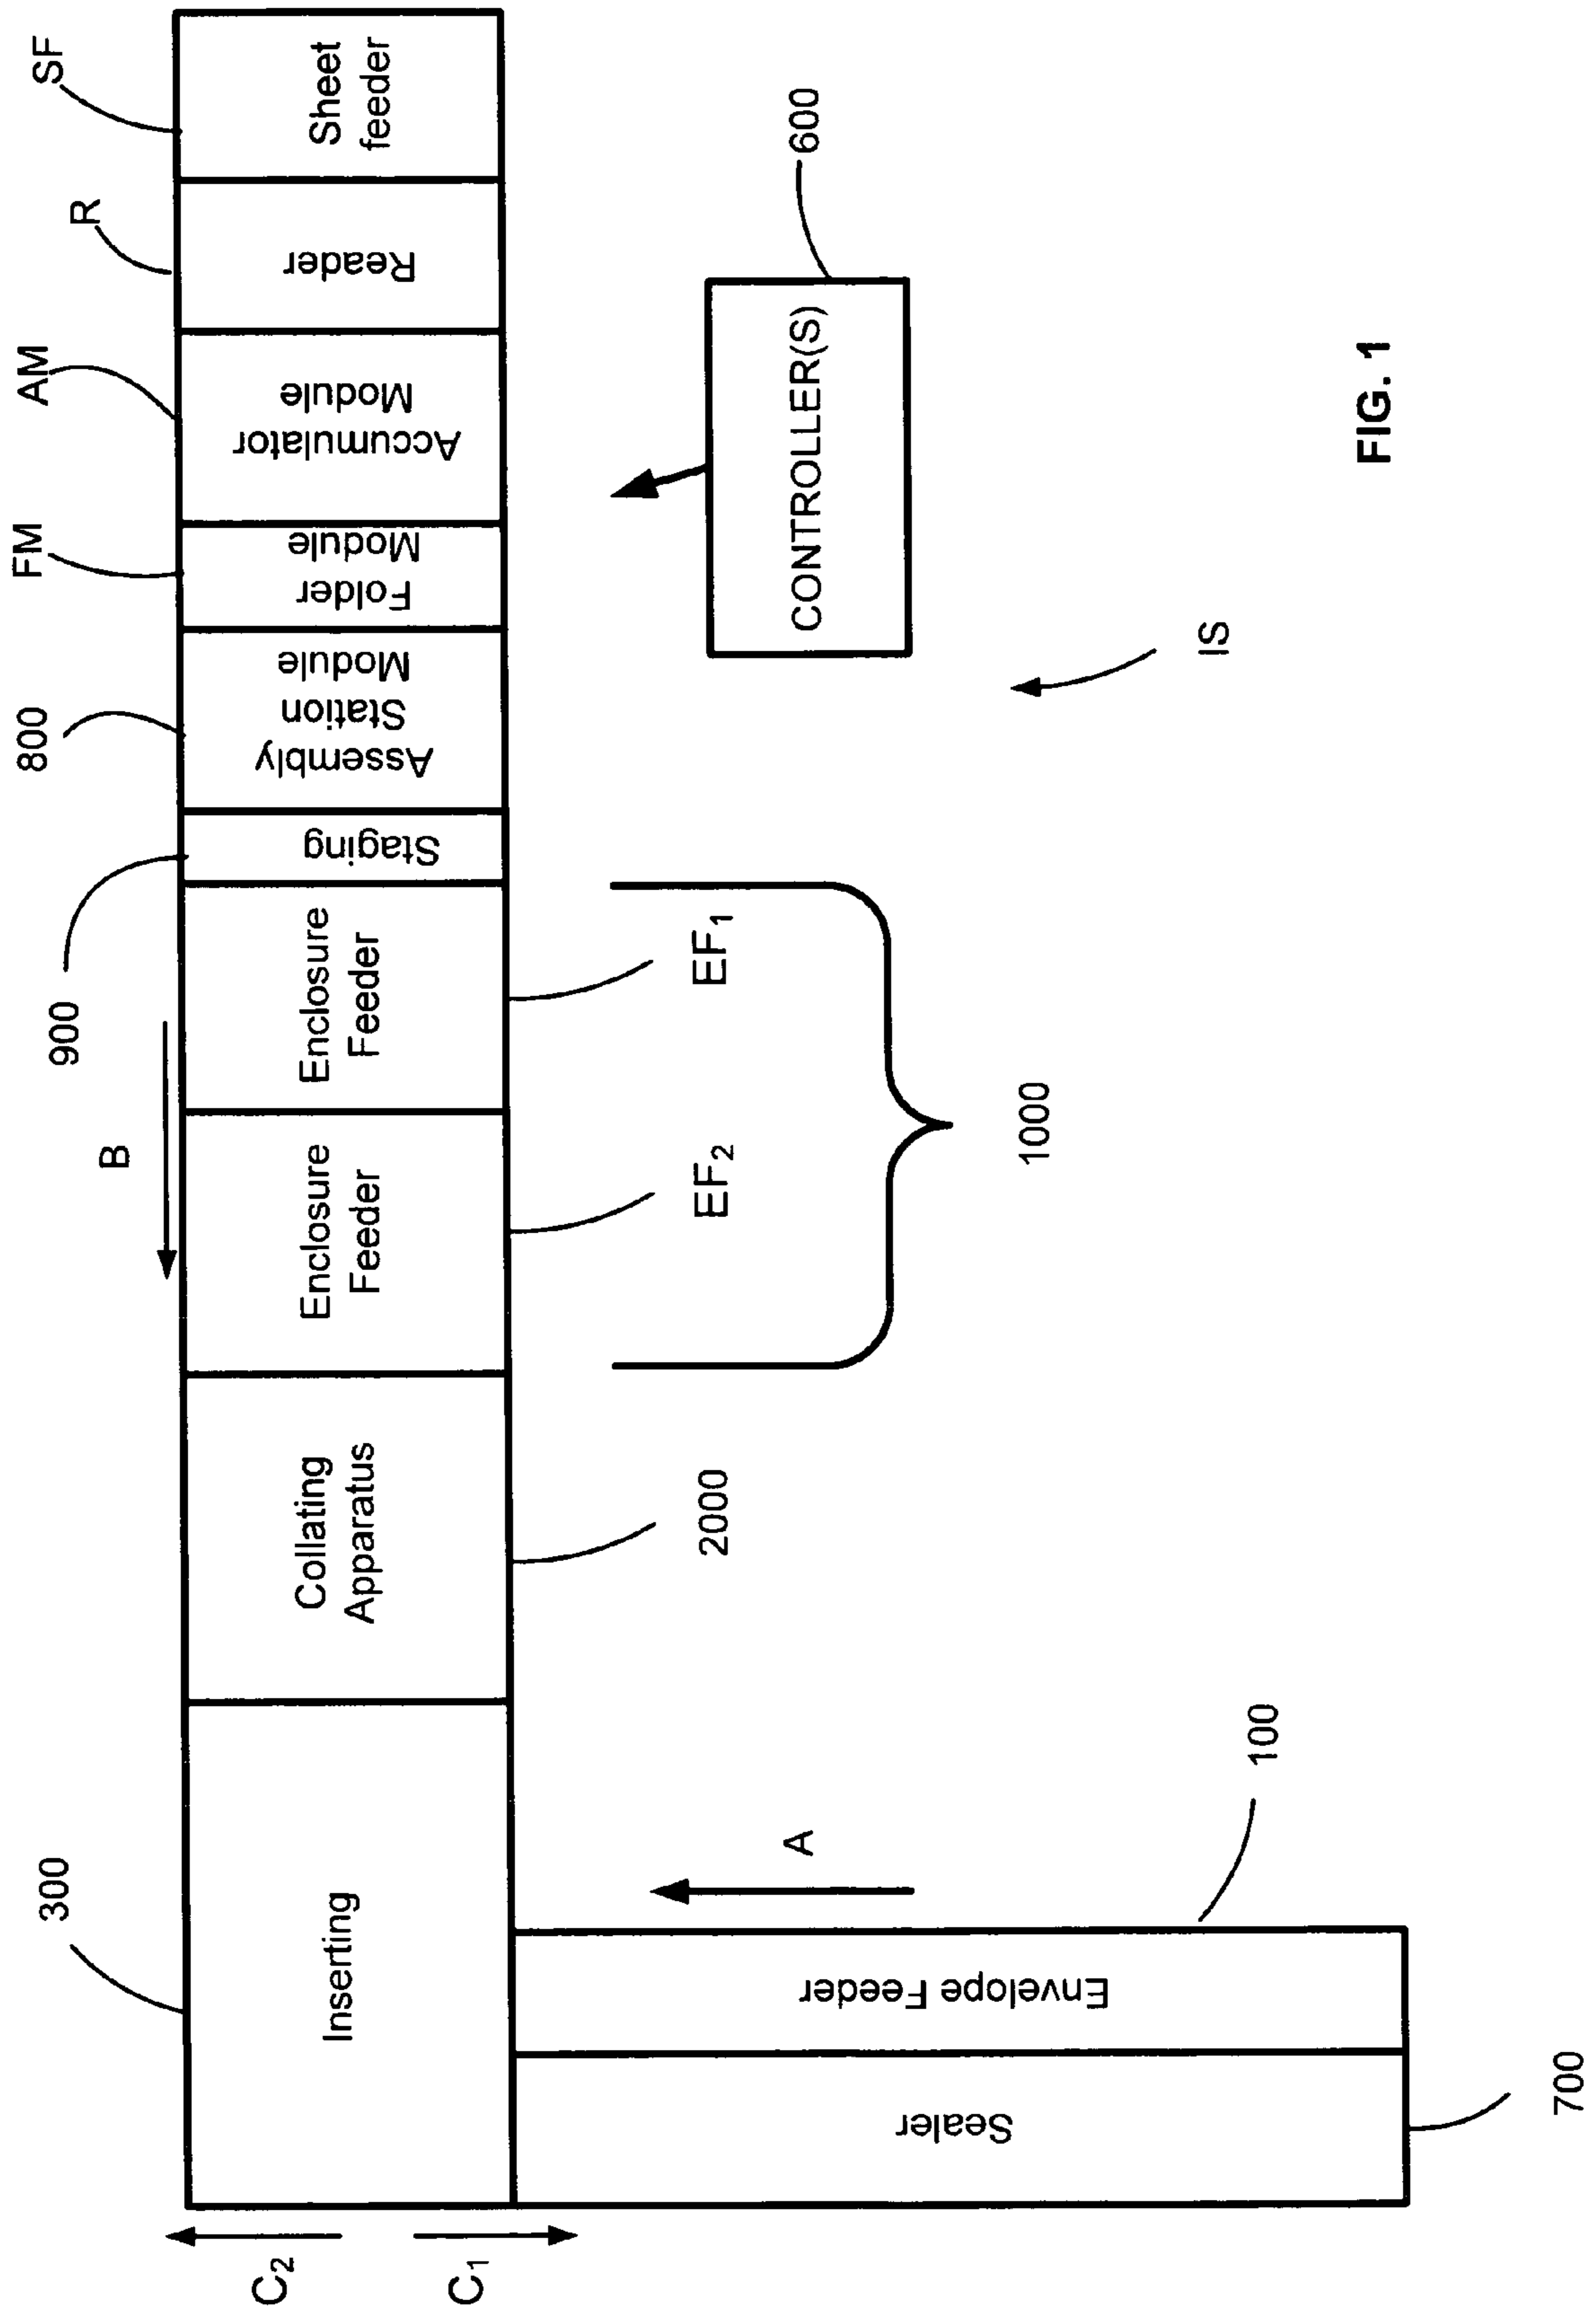 SF
R
AM
FM
800
900
B
300
Sheet
feeder
Reader
Accumulator
Module
Folder
Module
Assembly
Station
Module
Staging
Enclosure
Feeder
Enclosure
Feeder
Collating
Apparatus
Inserting
EF₁
EF₂
1000
2000
CONTROLLER(S)
600
IS
A
100
Envelope Feeder
Sealer
700
C₂
C₁
FIG. 1